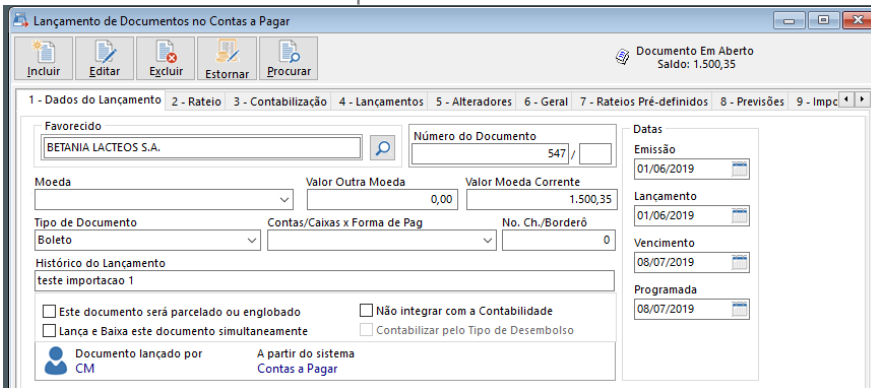 Lançamento de Documentos no Contas a Pagar
Incluir Editar Excluir Estornar Procurar
Documento Em Aberto
Saldo: 1.500,35
1 - Dados do Lançamento 2 - Rateio 3 - Contabilização 4 - Lançamentos 5 - Alteradores 6 - Geral 7 - Rateios Pré-definidos 8 - Previsões 9 - Impc
Favorecido
BETANIA LACTEOS S.A.
Número do Documento
547 /
Moeda Valor Outra Moeda Valor Moeda Corrente
0,00 1.500,35
Tipo de Documento Contas/Caixas x Forma de Pag No. Ch./Borderô
Boleto 0
Histórico do Lançamento
teste importacao 1
Este documento será parcelado ou englobado Não integrar com a Contabilidade
Lança e Baixa este documento simultaneamente Contabilizar pelo Tipo de Desembolso
Documento lançado por A partir do sistema
CM Contas a Pagar
Datas
Emissão
01/06/2019
Lançamento
01/06/2019
Vencimento
08/07/2019
Programada
08/07/2019